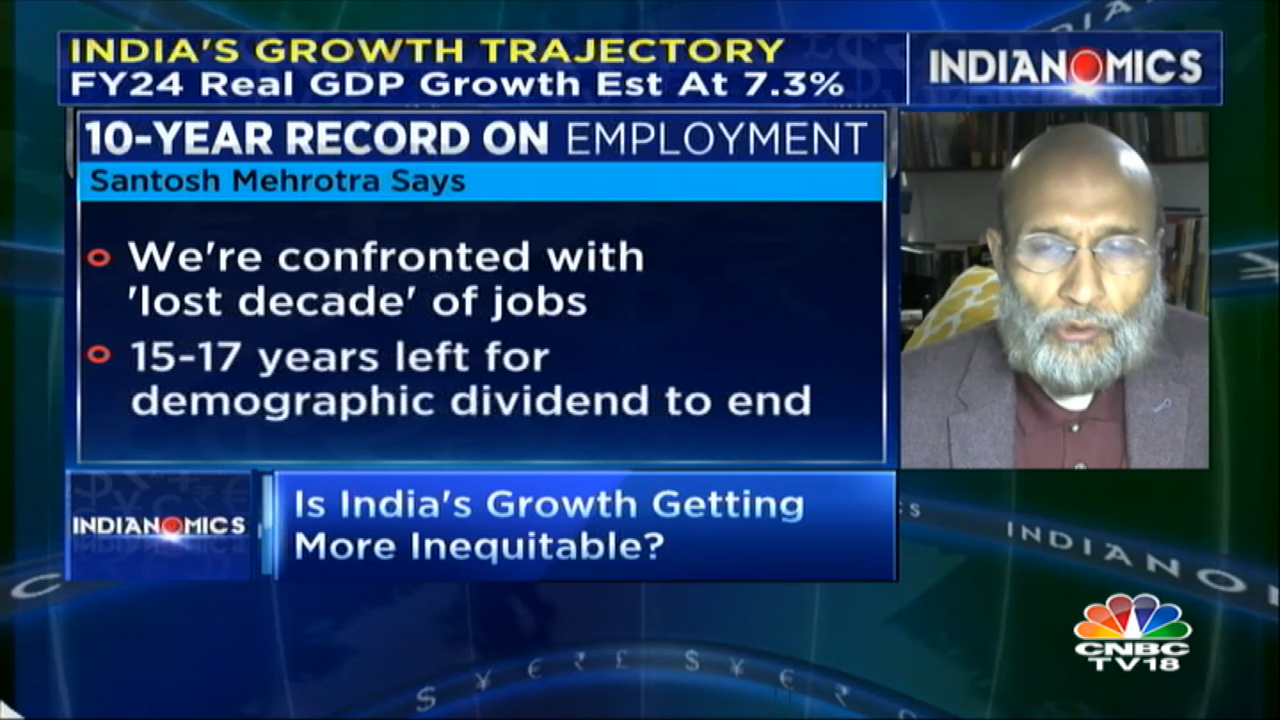 INDIA'S GROWTH TRAJECTORY
FY24 Real GDP Growth Est At 7.3%
INDIANOMICS
10-YEAR RECORD ON EMPLOYMENT
Santosh Mehrotra Says
We're confronted with
'lost decade' of jobs
15-17 years left for
demographic dividend to end
INDIANOMICS
Is India's Growth Getting
More Inequitable?
CNBC
TV18